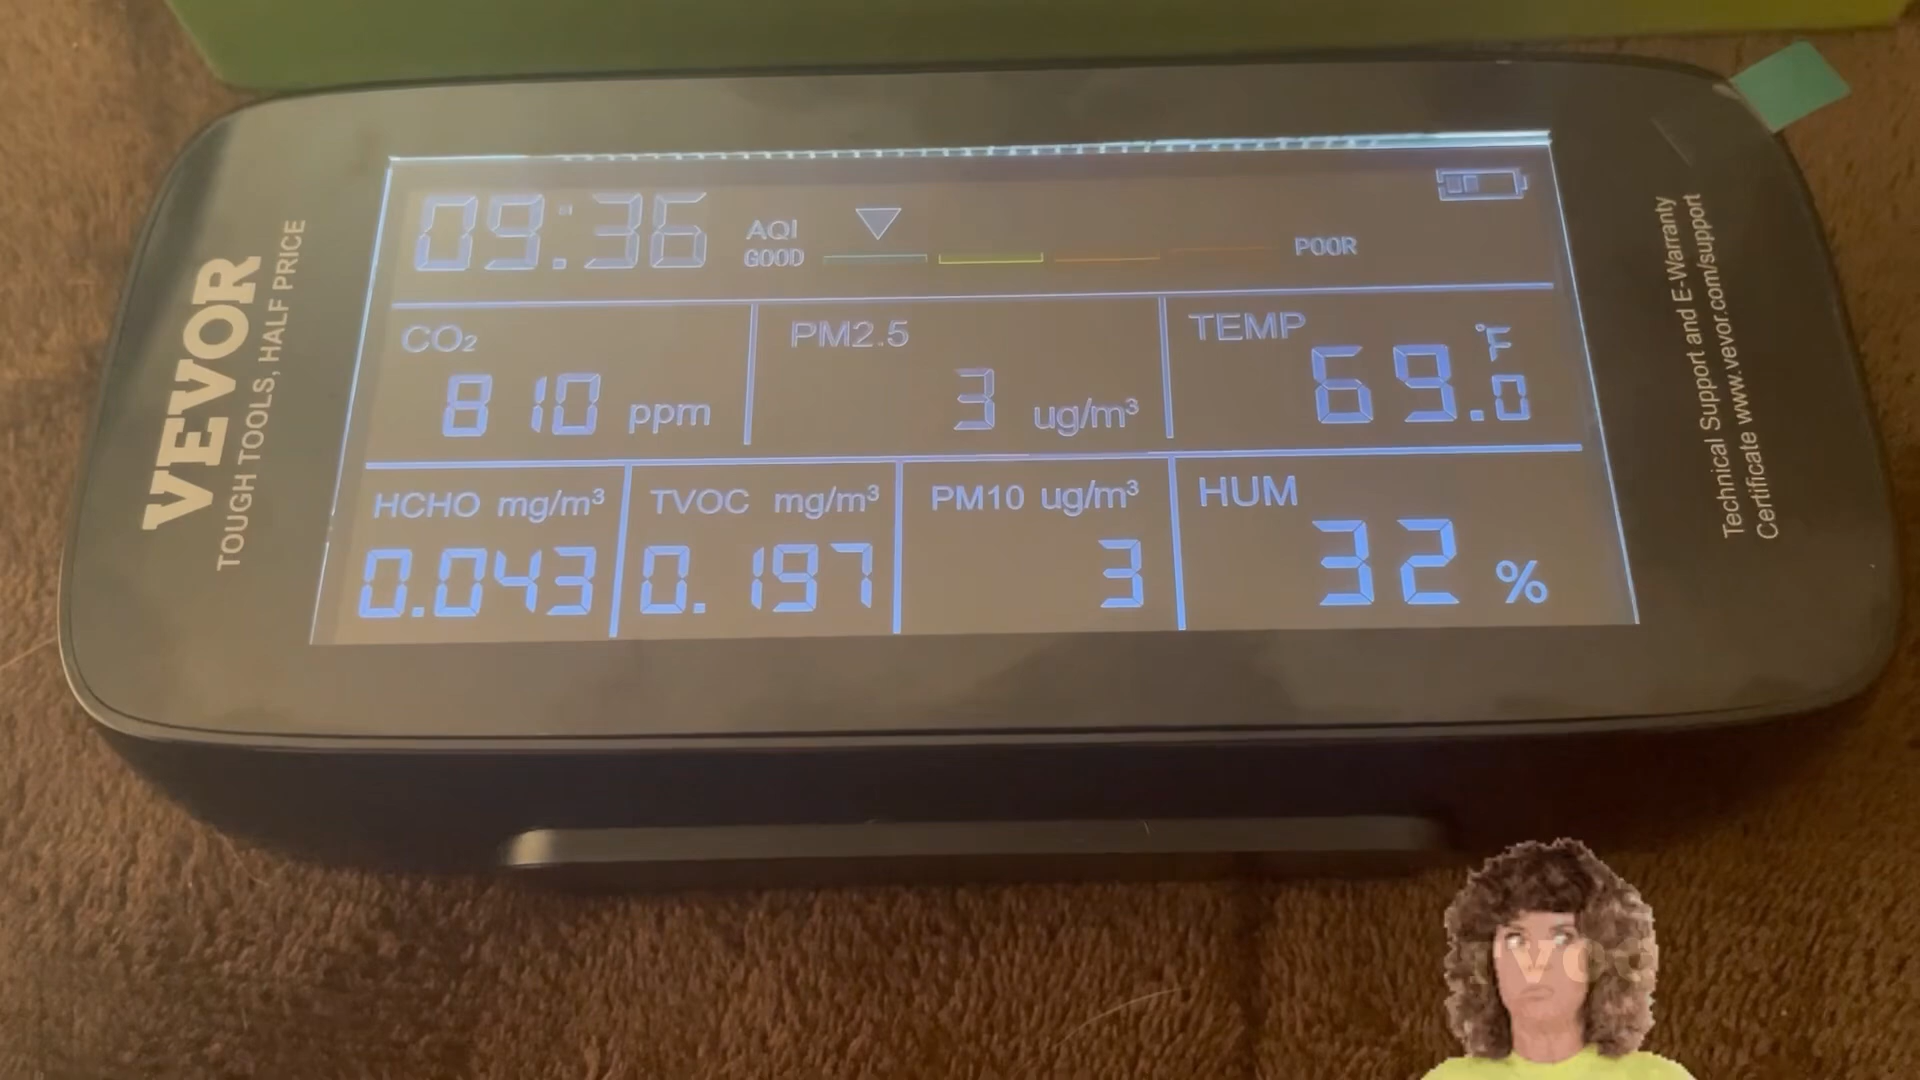 VEVOR
TOUGH TOOLS, HALF PRICE
09:36
AQI
GOOD
POOR
CO₂
810 ppm
PM2.5
3 ug/m³
TEMP
69.0 °F
HCHO mg/m³
0.043
TVOC mg/m³
0.197
PM10 ug/m³
3
HUM
32 %
Technical Support and E-Warranty
Certificate www.vevor.com/support